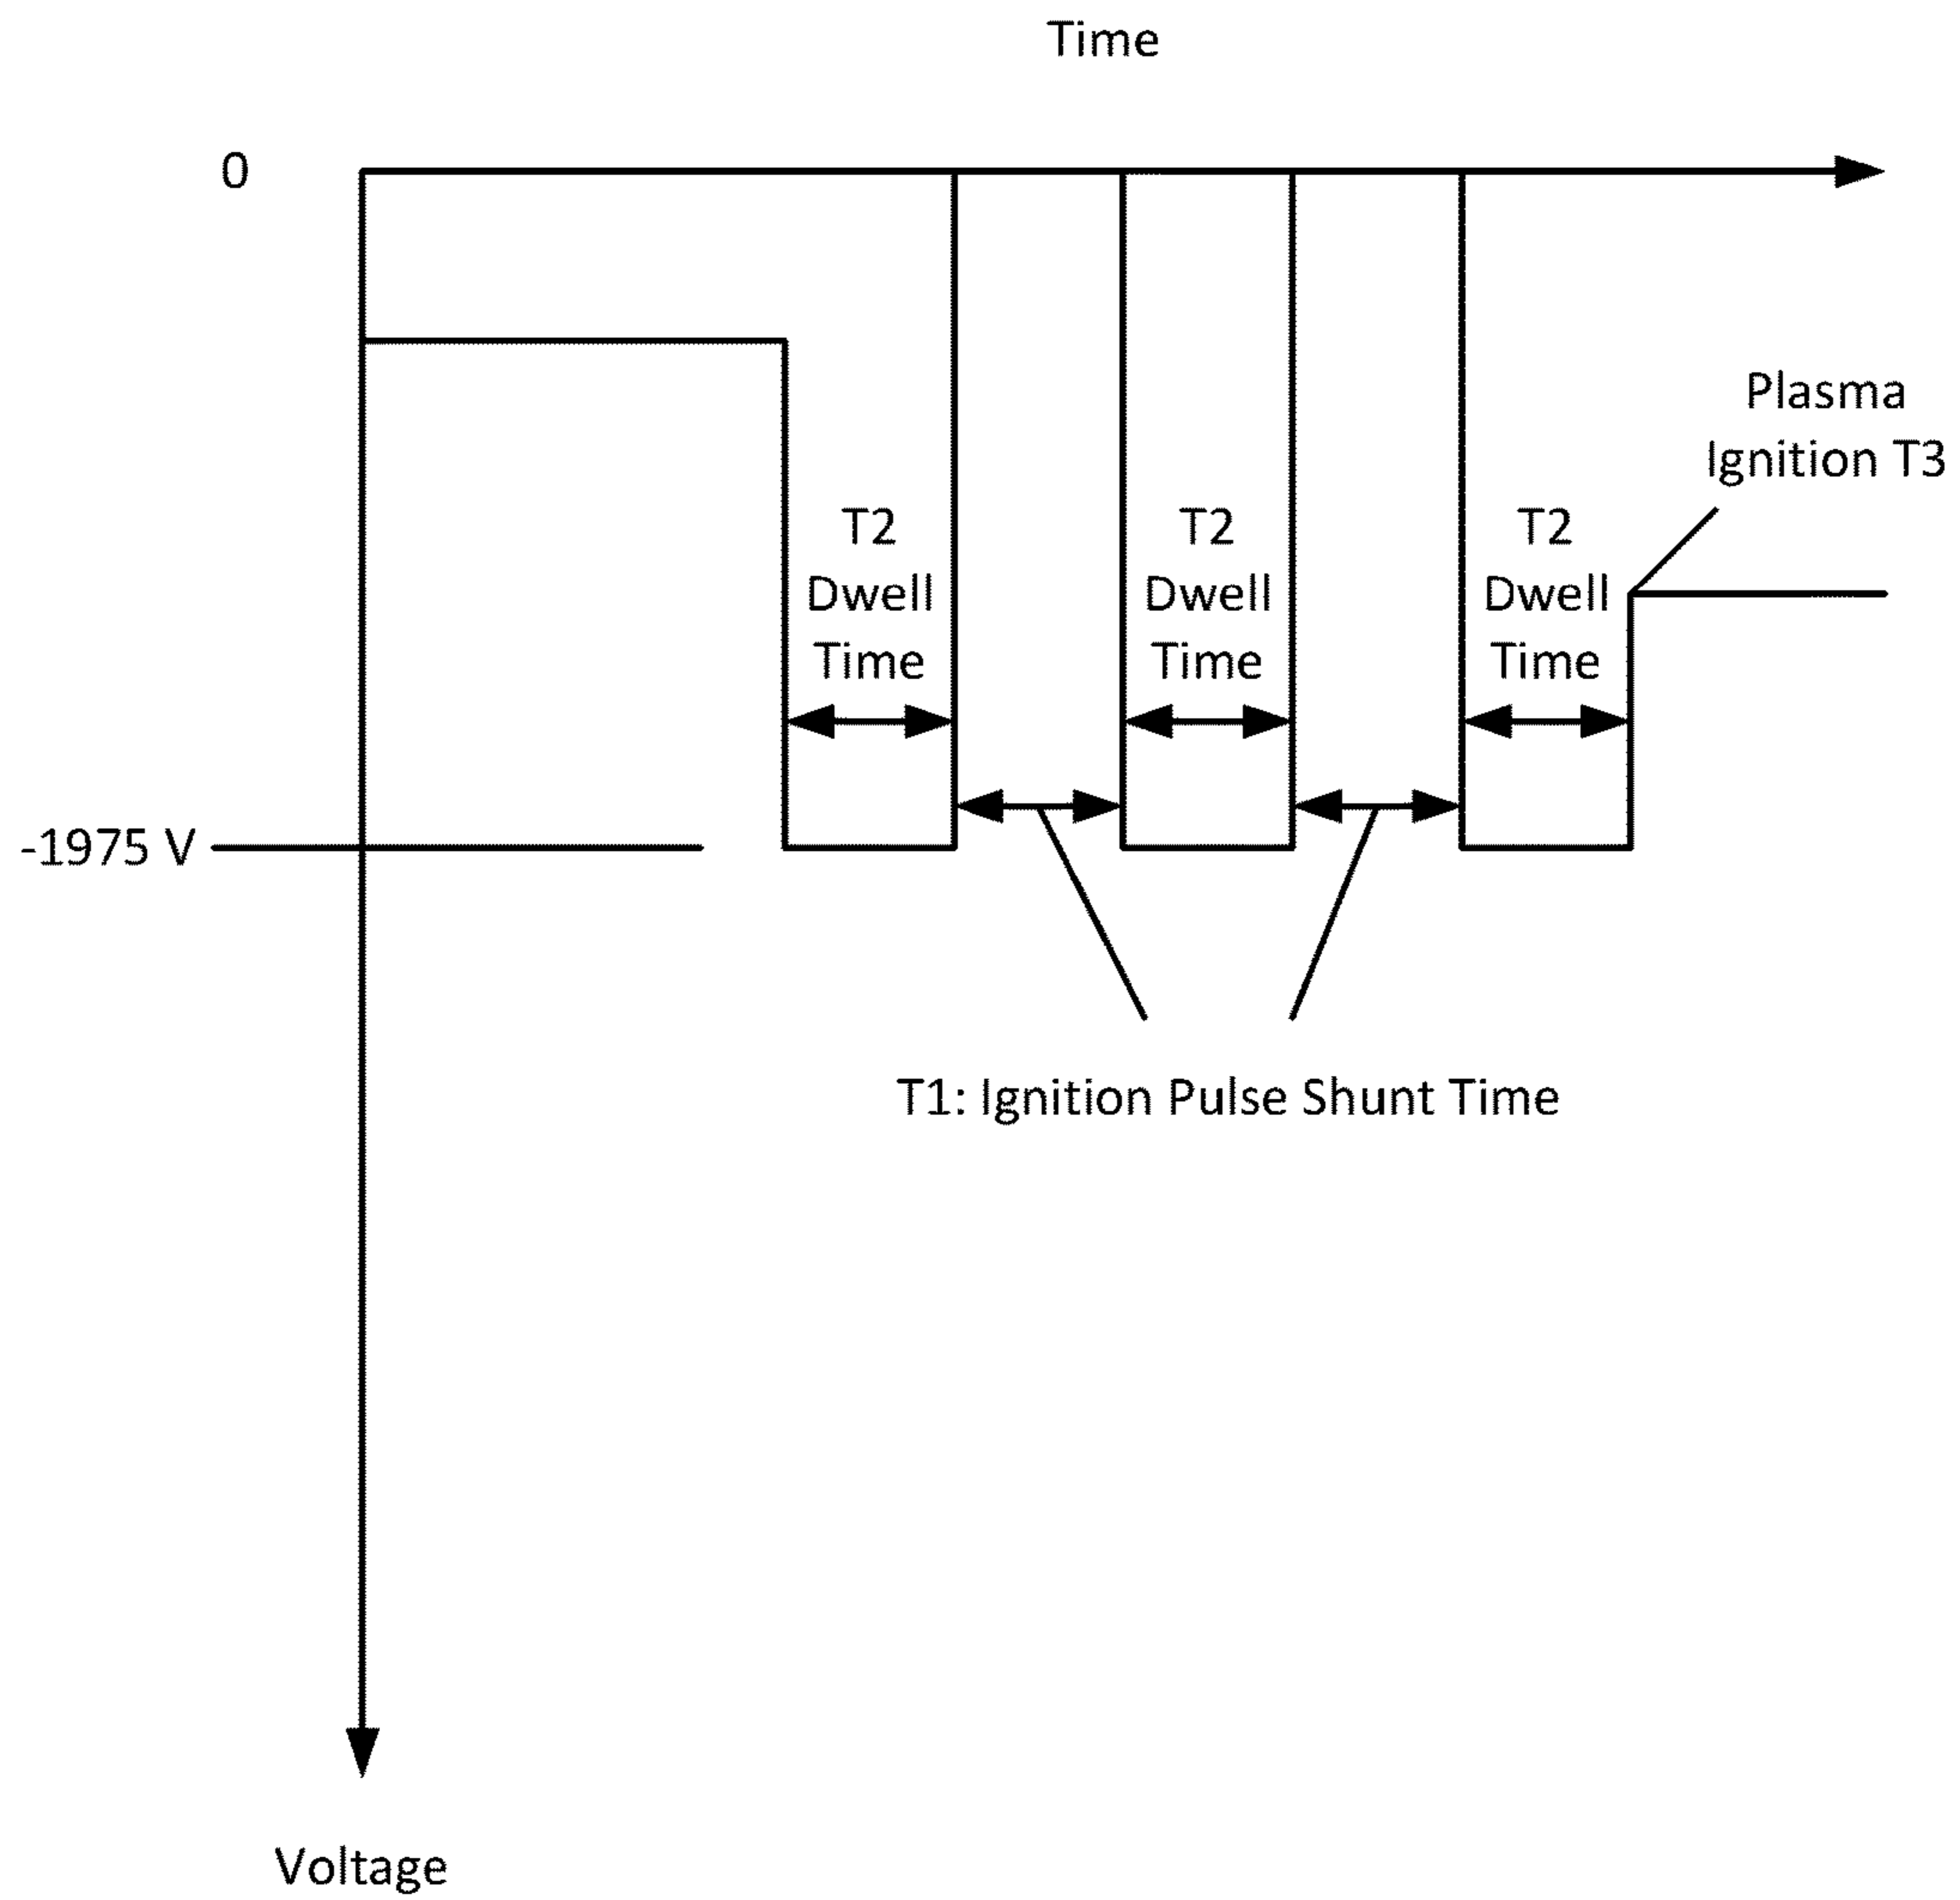 Time
0
Plasma
Ignition T3
T2
Dwell
Time
T2
Dwell
Time
T2
Dwell
Time
-1975 V
T1: Ignition Pulse Shunt Time
Voltage